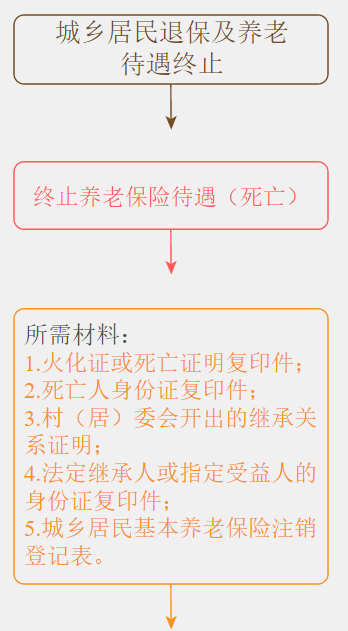 城乡居民退保及养老
待遇终止
终止养老保险待遇（死亡）
所需材料：
1.火化证或死亡证明复印件；
2.死亡人身份证复印件；
3.村（居）委会开出的继承关
系证明；
4.法定继承人或指定受益人的
身份证复印件；
5.城乡居民基本养老保险注销
登记表。